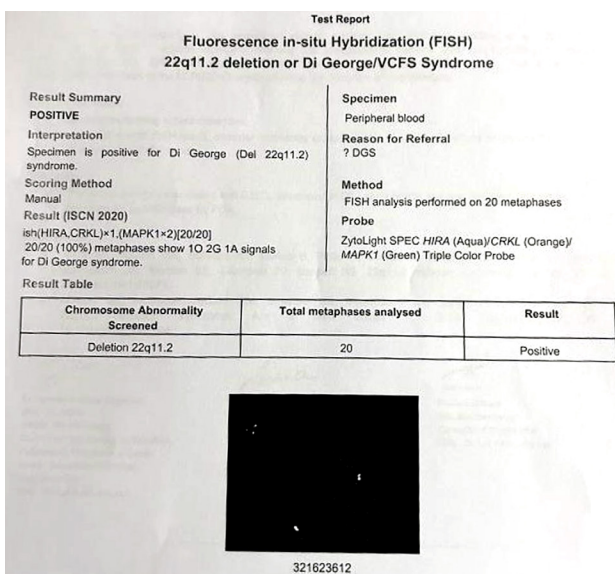 Test Report
Fluorescence in-situ Hybridization (FISH)
22q11.2 deletion or Di George/VCFS Syndrome
Result Summary
POSITIVE
Interpretation
Specimen is positive for Di George (Del 22q11.2)
syndrome.
Scoring Method
Manual
Result (ISCN 2020)
ish(HIRA,CRKL)×1,(MAPK1×2)[20/20]
20/20 (100%) metaphases show 1O 2G 1A signals
for Di George syndrome.
Specimen
Peripheral blood
Reason for Referral
? DGS
Method
FISH analysis performed on 20 metaphases
Probe
ZytoLight SPEC HIRA (Aqua)/CRKL (Orange)/
MAPK1 (Green) Triple Color Probe
Result Table
Chromosome Abnormality
Screened
Total metaphases analysed
Result
Deletion 22q11.2
20
Positive
321623612